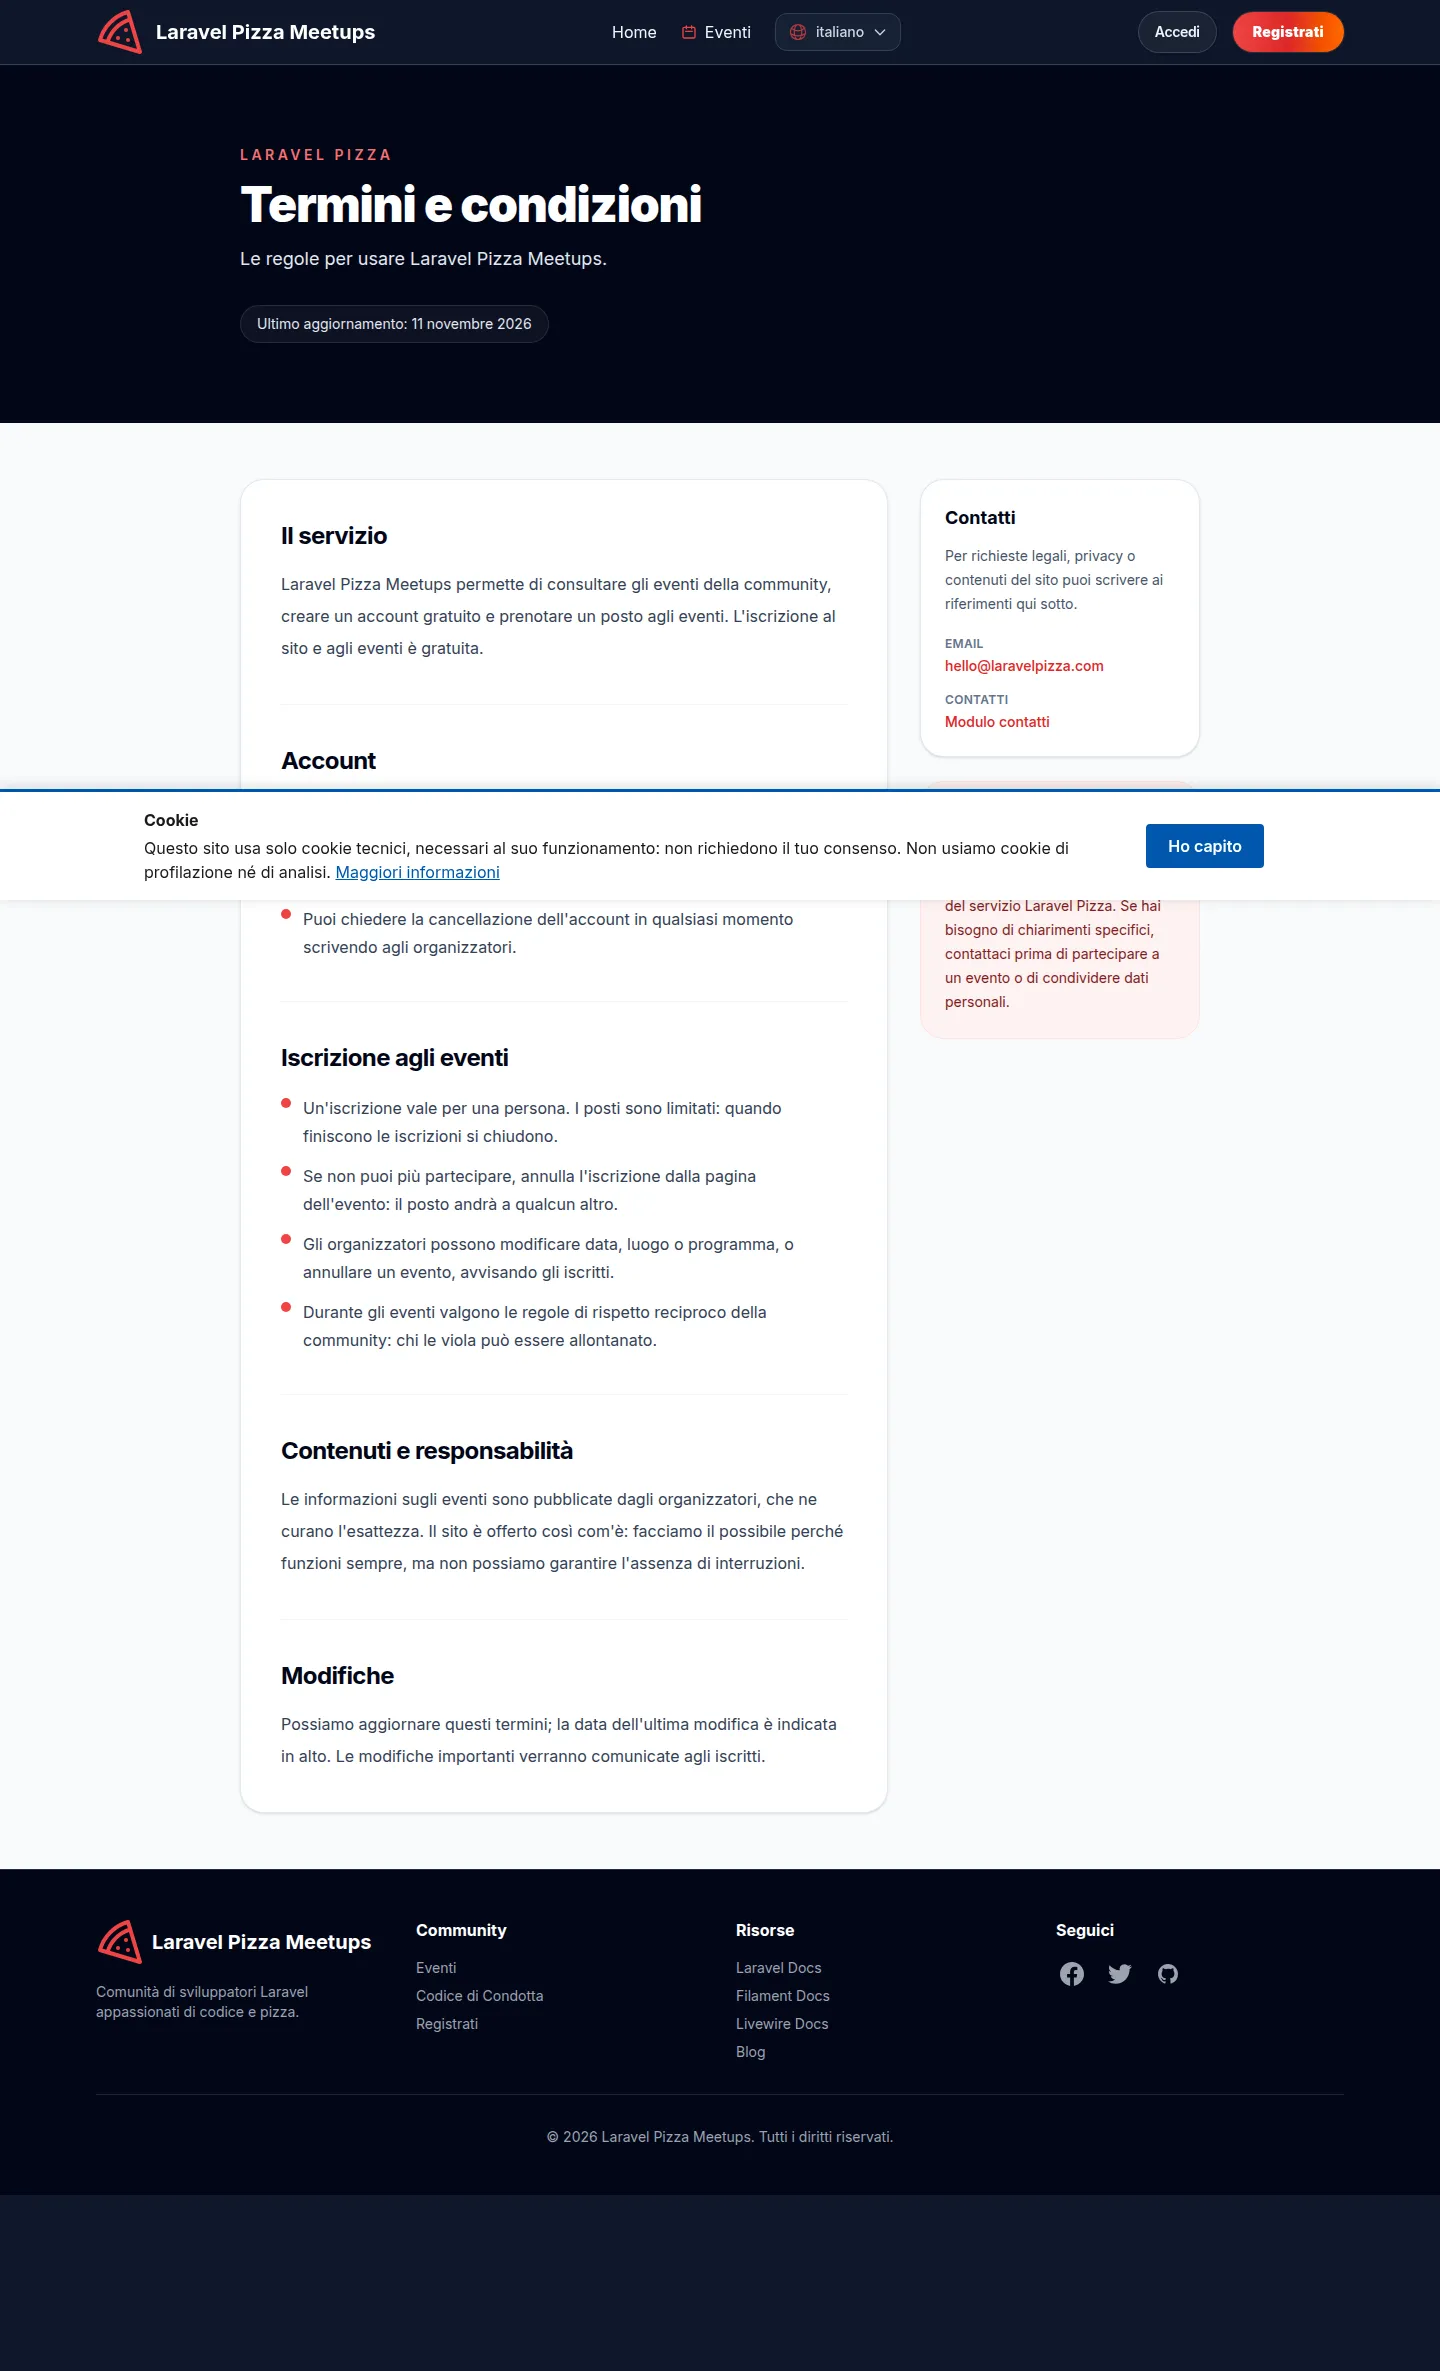 Laravel Pizza Meetups
Home
Eventi
italiano
Accedi
Registrati
LARAVEL PIZZA
Termini e condizioni
Le regole per usare Laravel Pizza Meetups.
Ultimo aggiornamento: 11 novembre 2026
Il servizio
Laravel Pizza Meetups permette di consultare gli eventi della community,
creare un account gratuito e prenotare un posto agli eventi. L'iscrizione al
sito e agli eventi è gratuita.
Account
Contatti
Per richieste legali, privacy o
contenuti del sito puoi scrivere ai
riferimenti qui sotto.
EMAIL
hello@laravelpizza.com
CONTATTI
Modulo contatti
Cookie
Questo sito usa solo cookie tecnici, necessari al suo funzionamento: non richiedono il tuo consenso. Non usiamo cookie di
profilazione né di analisi. Maggiori informazioni
Ho capito
Puoi chiedere la cancellazione dell'account in qualsiasi momento
scrivendo agli organizzatori.
del servizio Laravel Pizza. Se hai
bisogno di chiarimenti specifici,
contattaci prima di partecipare a
un evento o di condividere dati
personali.
Iscrizione agli eventi
Un'iscrizione vale per una persona. I posti sono limitati: quando
finiscono le iscrizioni si chiudono.
Se non puoi più partecipare, annulla l'iscrizione dalla pagina
dell'evento: il posto andrà a qualcun altro.
Gli organizzatori possono modificare data, luogo o programma, o
annullare un evento, avvisando gli iscritti.
Durante gli eventi valgono le regole di rispetto reciproco della
community: chi le viola può essere allontanato.
Contenuti e responsabilità
Le informazioni sugli eventi sono pubblicate dagli organizzatori, che ne
curano l'esattezza. Il sito è offerto così com'è: facciamo il possibile perché
funzioni sempre, ma non possiamo garantire l'assenza di interruzioni.
Modifiche
Possiamo aggiornare questi termini; la data dell'ultima modifica è indicata
in alto. Le modifiche importanti verranno comunicate agli iscritti.
Laravel Pizza Meetups
Comunità di sviluppatori Laravel
appassionati di codice e pizza.
Community
Eventi
Codice di Condotta
Registrati
Risorse
Laravel Docs
Filament Docs
Livewire Docs
Blog
Seguici
© 2026 Laravel Pizza Meetups. Tutti i diritti riservati.